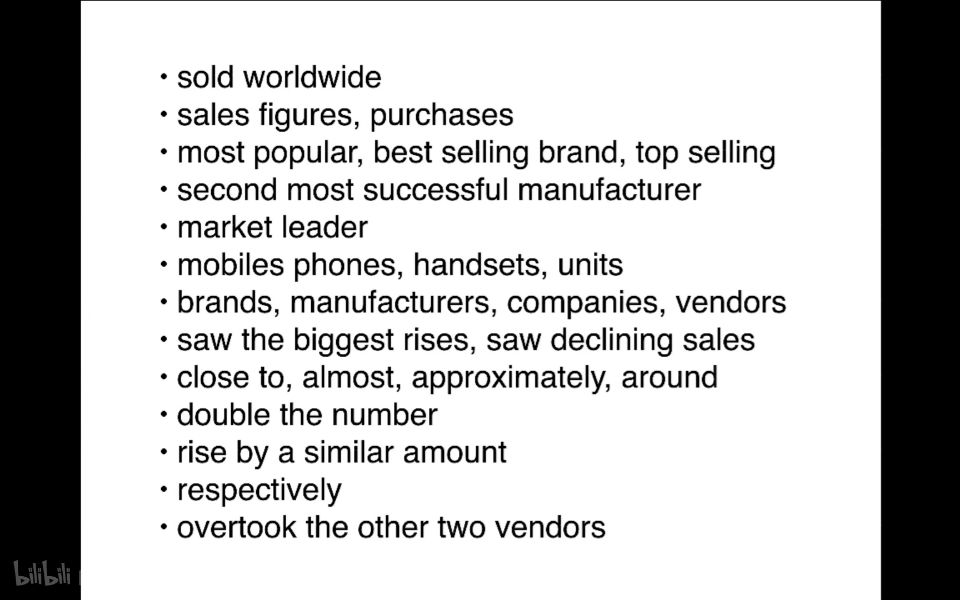 • sold worldwide
• sales figures, purchases
• most popular, best selling brand, top selling
• second most successful manufacturer
• market leader
• mobiles phones, handsets, units
• brands, manufacturers, companies, vendors
• saw the biggest rises, saw declining sales
• close to, almost, approximately, around
• double the number
• rise by a similar amount
• respectively
• overtook the other two vendors
bilibili